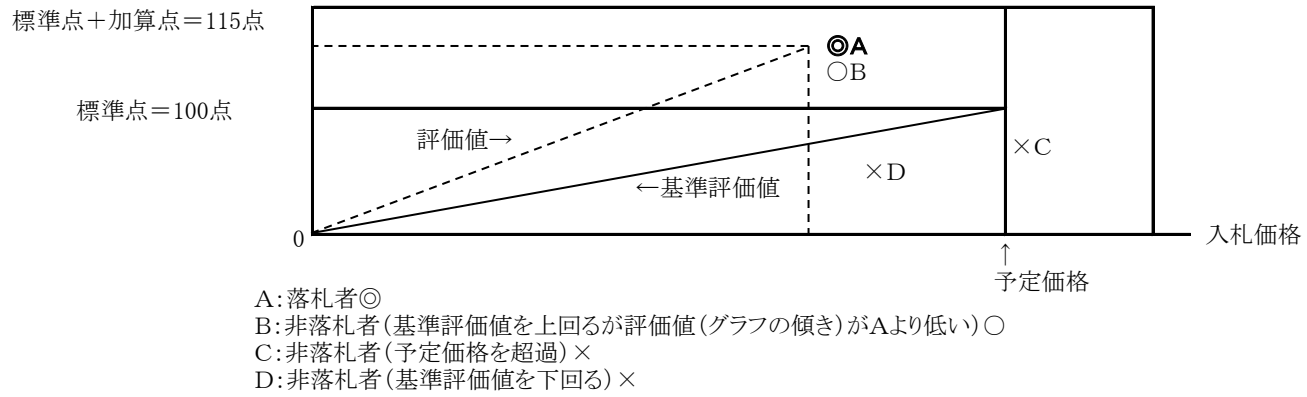 標準点＋加算点＝115点
◎A
○B
標準点＝100点
評価値→
×C
×D
←基準評価値
0
入札価格
↑
予定価格
A:落札者◎
B:非落札者(基準評価値を上回るが評価値(グラフの傾き)がAより低い)○
C:非落札者(予定価格を超過)×
D:非落札者(基準評価値を下回る)×